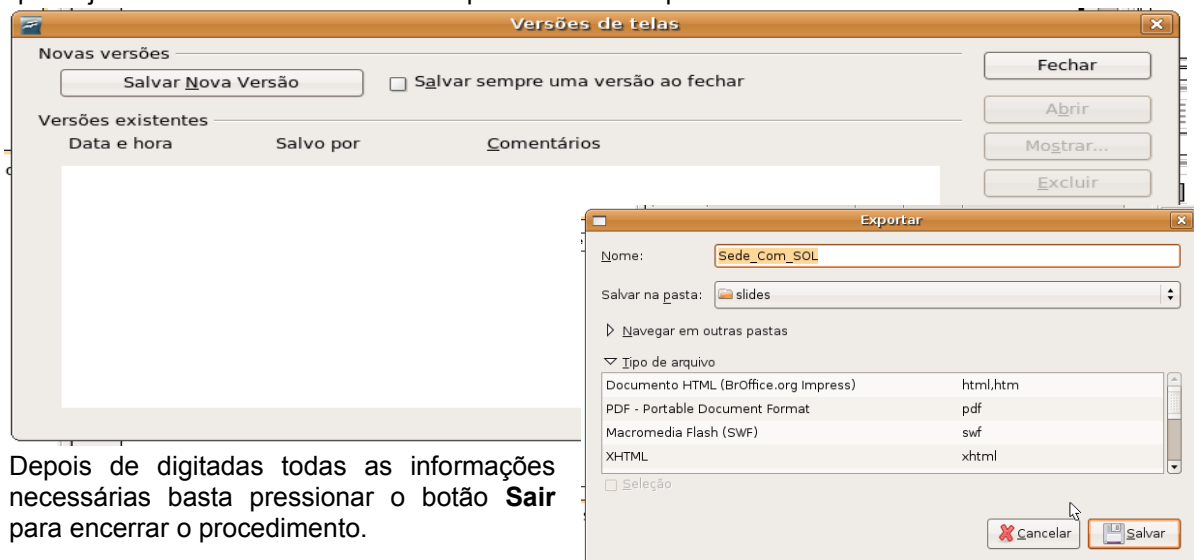 Versões de telas
Novas versões
Salvar Nova Versão
Salvar sempre uma versão ao fechar
Fechar
Abrir
Versões existentes
Data e hora Salvo por Comentários
Mostrar...
Excluir
Exportar
Nome: Sede_Com_SOL
Salvar na pasta: slides
Navegar em outras pastas
Tipo de arquivo
Documento HTML (BrOffice.org Impress) html,htm
PDF - Portable Document Format pdf
Macromedia Flash (SWF) swf
XHTML xhtml
Seleção
Cancelar Salvar
Depois de digitadas todas as informações
necessárias basta pressionar o botão Sair
para encerrar o procedimento.